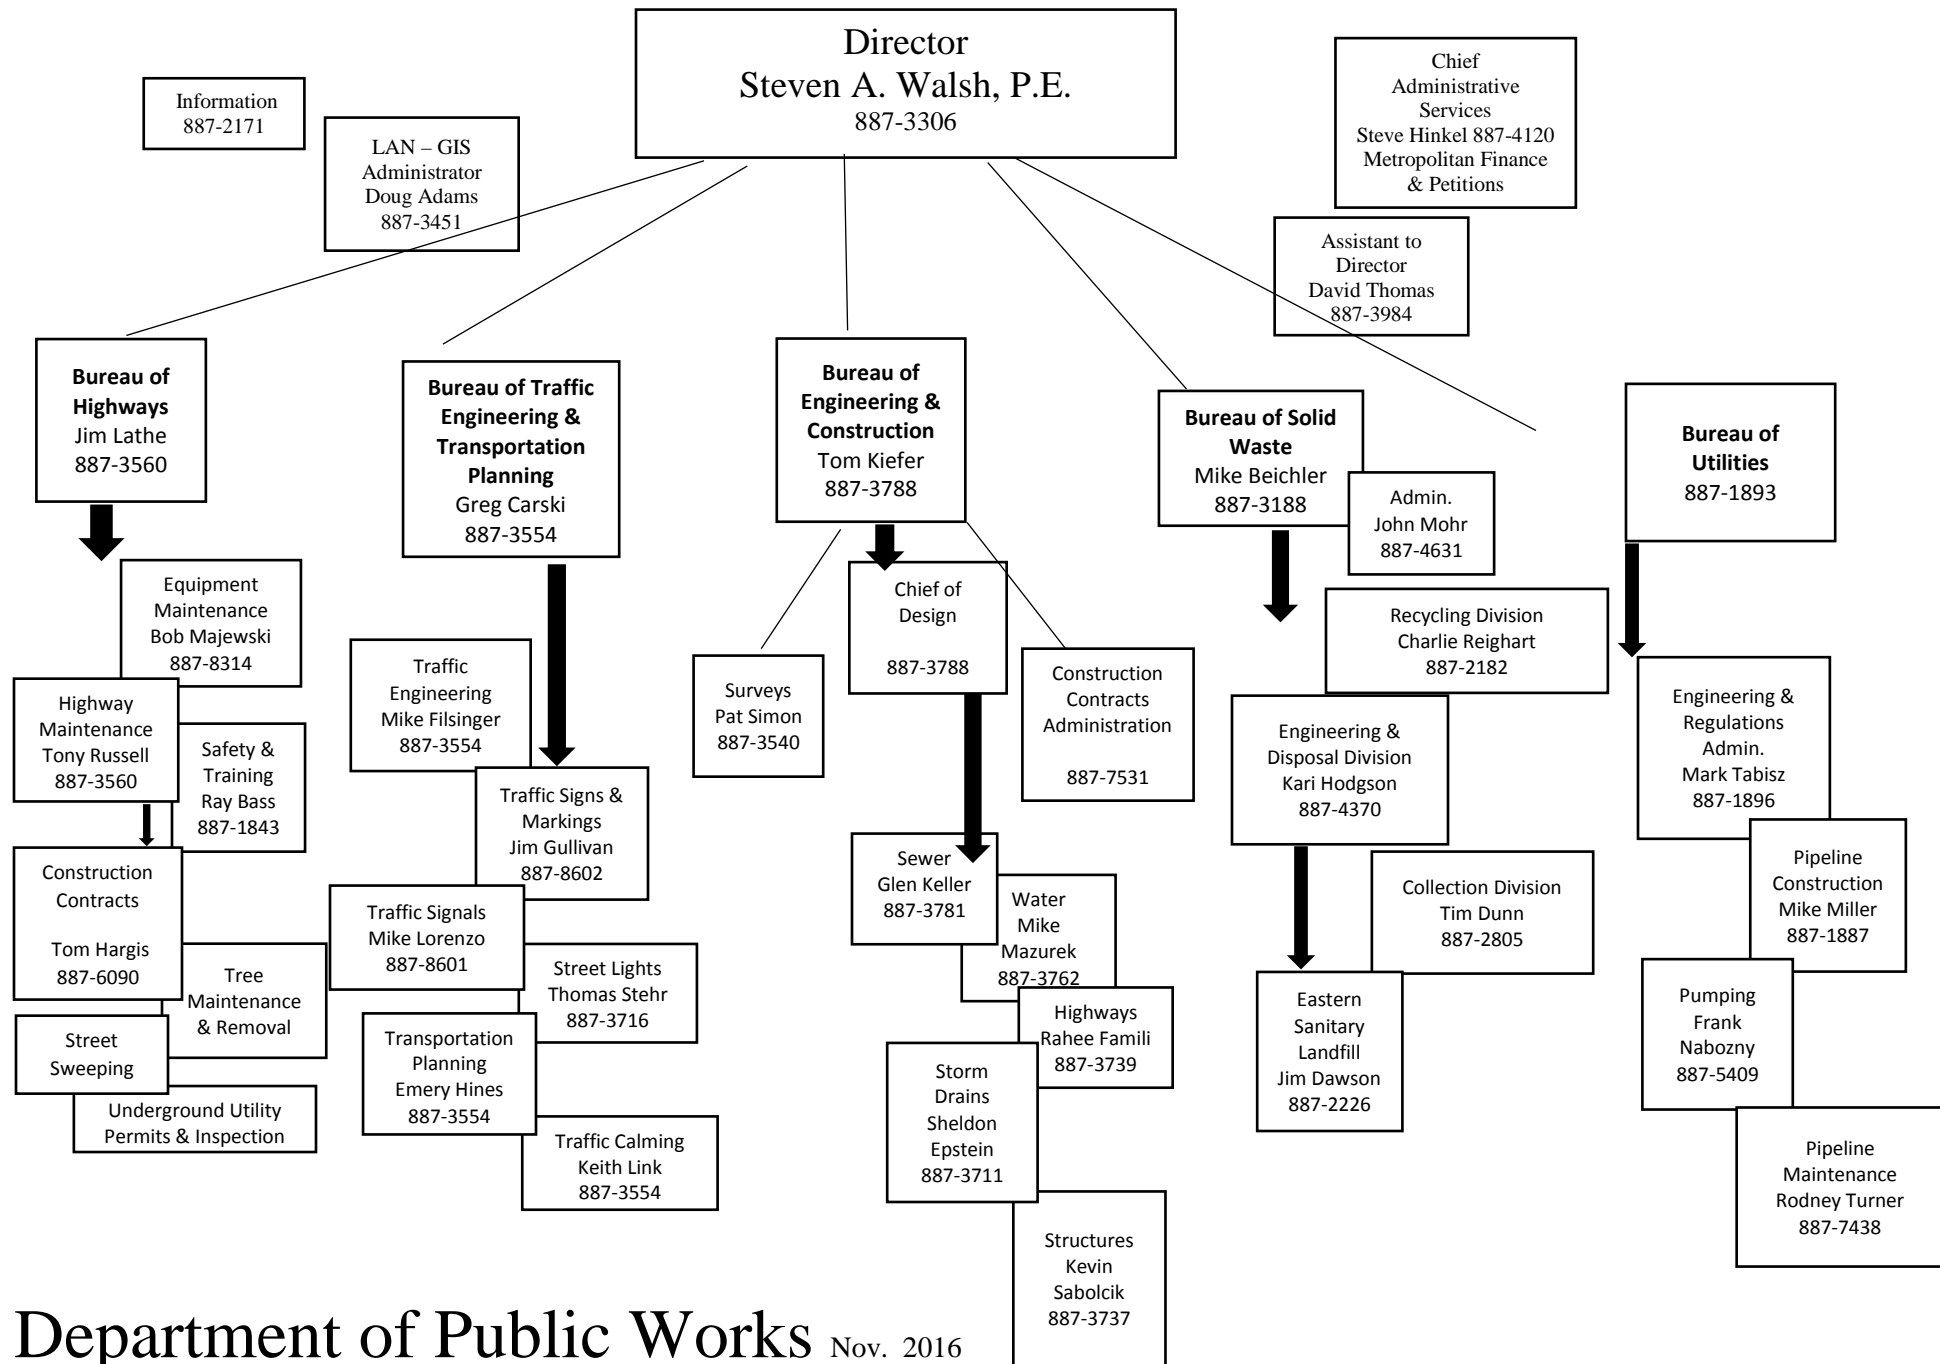 Director
Steven A. Walsh, P.E.
887-3306
Information
887-2171
LAN – GIS
Administrator
Doug Adams
887-3451
Chief
Administrative
Services
Steve Hinkel 887-4120
Metropolitan Finance
& Petitions
Assistant to
Director
David Thomas
887-3984
Bureau of
Highways
Jim Lathe
887-3560
Equipment
Maintenance
Bob Majewski
887-8314
Highway
Maintenance
Tony Russell
887-3560
Safety &
Training
Ray Bass
887-1843
Construction
Contracts
Tom Hargis
887-6090
Tree
Maintenance
& Removal
Street
Sweeping
Underground Utility
Permits & Inspection
Bureau of Traffic
Engineering &
Transportation
Planning
Greg Carski
887-3554
Traffic
Engineering
Mike Filsinger
887-3554
Traffic Signs &
Markings
Jim Gullivan
887-8602
Traffic Signals
Mike Lorenzo
887-8601
Street Lights
Thomas Stehr
887-3716
Transportation
Planning
Emery Hines
887-3554
Traffic Calming
Keith Link
887-3554
Bureau of
Engineering &
Construction
Tom Kiefer
887-3788
Surveys
Pat Simon
887-3540
Chief of
Design
887-3788
Construction
Contracts
Administration
887-7531
Sewer
Glen Keller
887-3781
Water
Mike
Mazurek
887-3762
Highways
Rahee Famili
887-3739
Storm
Drains
Sheldon
Epstein
887-3711
Structures
Kevin
Sabolcik
887-3737
Bureau of Solid
Waste
Mike Beichler
887-3188
Admin.
John Mohr
887-4631
Recycling Division
Charlie Reighart
887-2182
Engineering &
Disposal Division
Kari Hodgson
887-4370
Collection Division
Tim Dunn
887-2805
Eastern
Sanitary
Landfill
Jim Dawson
887-2226
Bureau of
Utilities
887-1893
Engineering &
Regulations
Admin.
Mark Tabisz
887-1896
Pipeline
Construction
Mike Miller
887-1887
Pumping
Frank
Nabozny
887-5409
Pipeline
Maintenance
Rodney Turner
887-7438
Department of Public Works Nov. 2016